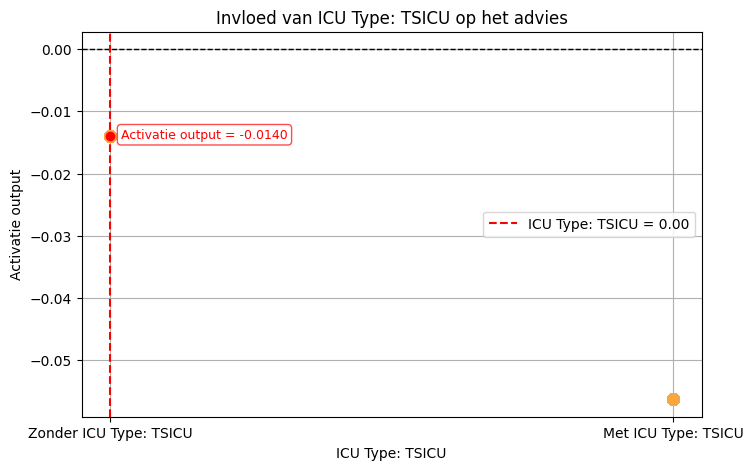 Invloed van ICU Type: TSICU op het advies
Activatie output
0.00
−0.01
−0.02
−0.03
−0.04
−0.05
Activatie output = -0.0140
ICU Type: TSICU = 0.00
Zonder ICU Type: TSICU
Met ICU Type: TSICU
ICU Type: TSICU